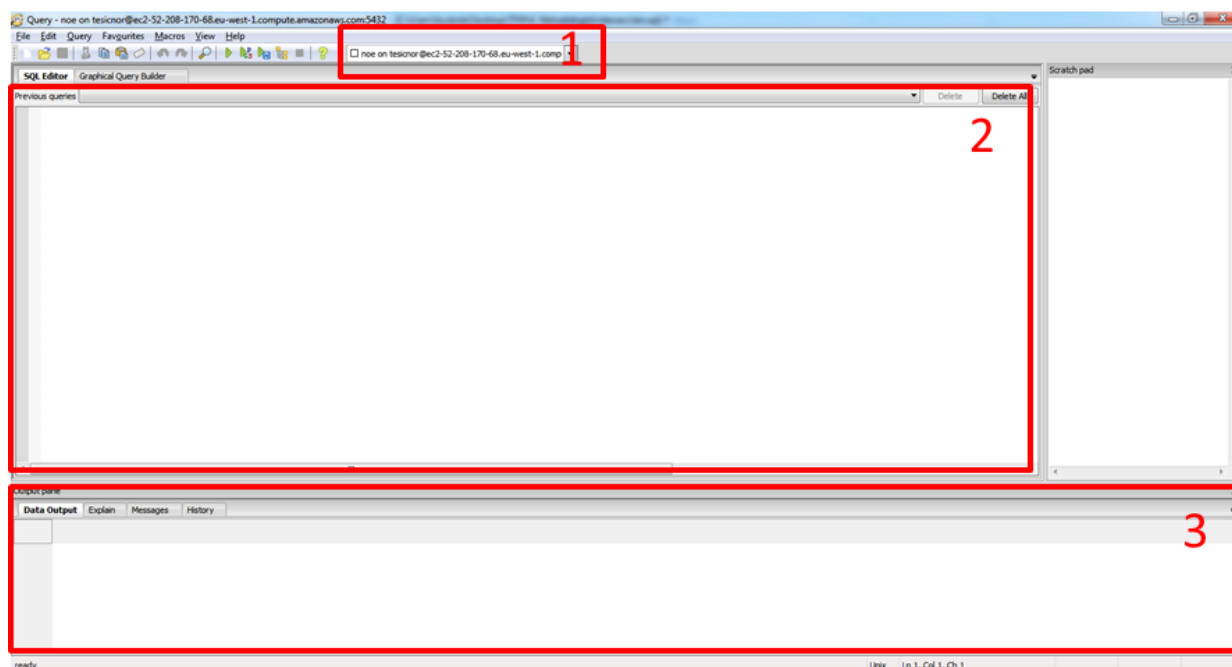 Query - noe on tesicnor@ec2-52-208-170-68.eu-west-1.compute.amazonaws.com:5432
File Edit Query Favourites Macros View Help
noe on tesicnor@ec2-52-208-170-68.eu-west-1.comp
1
SQL Editor Graphical Query Builder
Scratch pad
Previous queries
Delete Delete All
2
Output pane
Data Output Explain Messages History
3
ready
Unix Ln 1, Col 1, Ch 1